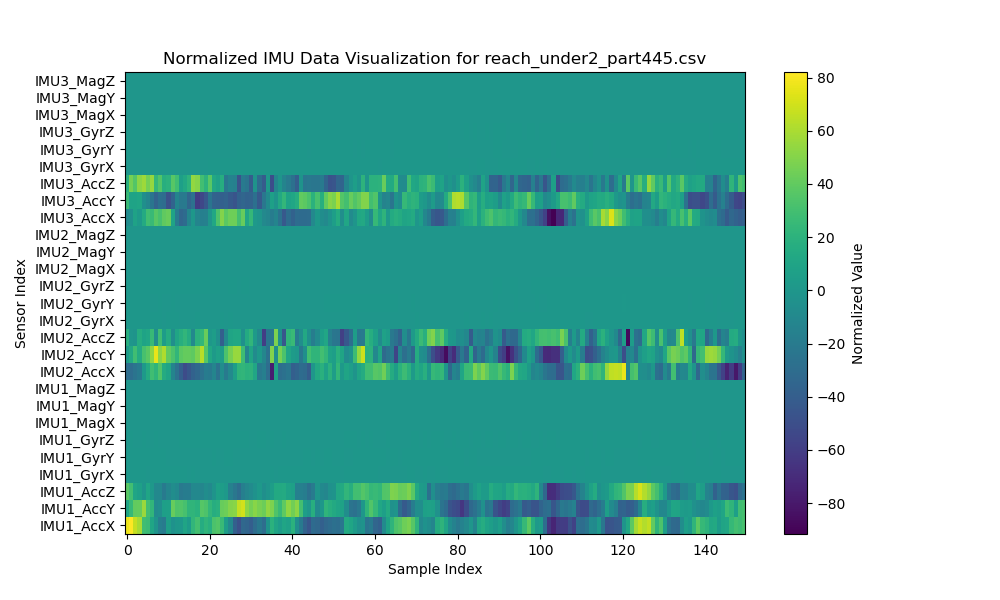 Normalized IMU Data Visualization for reach_under2_part445.csv
IMU3_MagZ
IMU3_MagY
IMU3_MagX
IMU3_GyrZ
IMU3_GyrY
IMU3_GyrX
IMU3_AccZ
IMU3_AccY
IMU3_AccX
IMU2_MagZ
IMU2_MagY
IMU2_MagX
IMU2_GyrZ
IMU2_GyrY
IMU2_GyrX
IMU2_AccZ
IMU2_AccY
IMU2_AccX
IMU1_MagZ
IMU1_MagY
IMU1_MagX
IMU1_GyrZ
IMU1_GyrY
IMU1_GyrX
IMU1_AccZ
IMU1_AccY
IMU1_AccX
Sensor Index
0 20 40 60 80 100 120 140
Sample Index
80
60
40
20
0
−20
−40
−60
−80
Normalized Value